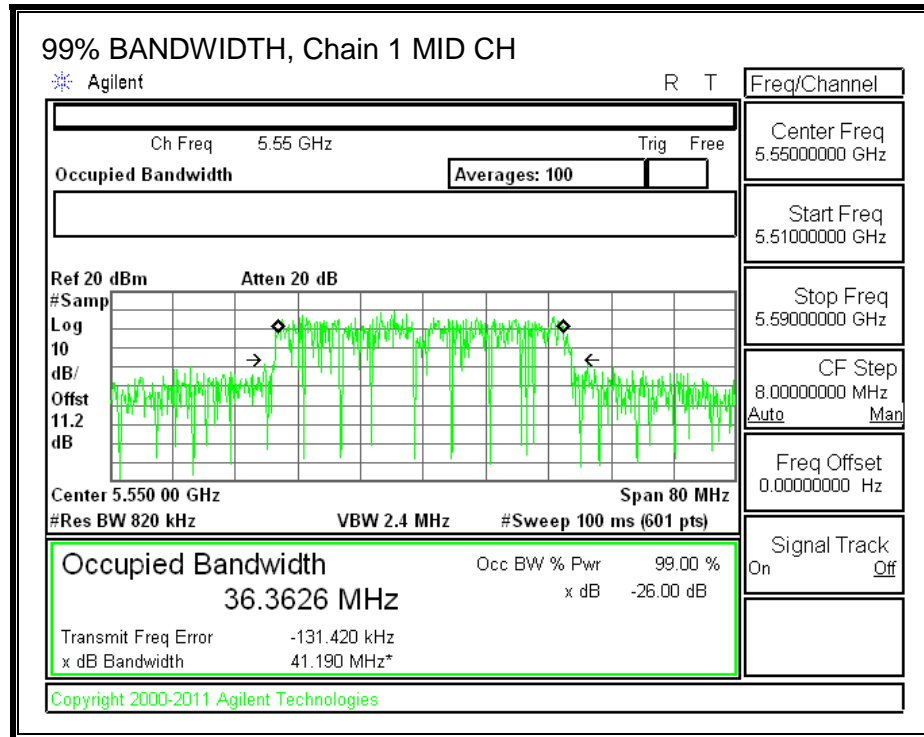 99% BANDWIDTH, Chain 1 MID CH
Agilent R T
Freq/Channel
Ch Freq 5.55 GHz Trig Free
Occupied Bandwidth Averages: 100
Center Freq
5.55000000 GHz
Start Freq
5.51000000 GHz
Stop Freq
5.59000000 GHz
CF Step
8.00000000 MHz
Auto Man
Freq Offset
0.00000000 Hz
Signal Track
On Off
Ref 20 dBm Atten 20 dB
#Samp
Log
10
dB/
Offst
11.2
dB
Center 5.550 00 GHz Span 80 MHz
#Res BW 820 kHz VBW 2.4 MHz #Sweep 100 ms (601 pts)
Occupied Bandwidth Occ BW % Pwr 99.00 %
36.3626 MHz x dB -26.00 dB
Transmit Freq Error -131.420 kHz
x dB Bandwidth 41.190 MHz*
Copyright 2000-2011 Agilent Technologies